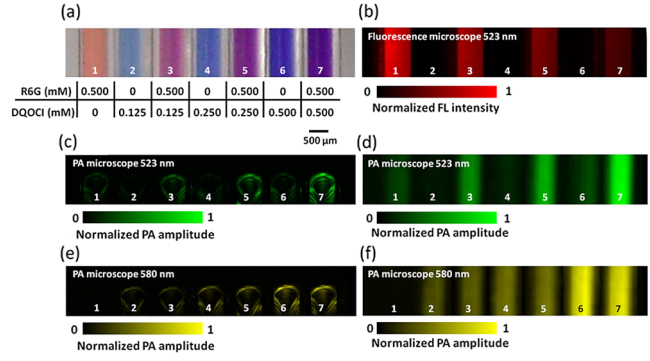 (a)
1 2 3 4 5 6 7
R6G (mM) 0.500 0 0.500 0 0.500 0 0.500
DQOCI (mM) 0 0.125 0.125 0.250 0.250 0.500 0.500
500 µm
(b)
Fluorescence microscope 523 nm
1 2 3 4 5 6 7
0 1
Normalized FL intensity
(c)
PA microscope 523 nm
1 2 3 4 5 6 7
0 1
Normalized PA amplitude
(d)
PA microscope 523 nm
1 2 3 4 5 6 7
0 1
Normalized PA amplitude
(e)
PA microscope 580 nm
1 2 3 4 5 6 7
0 1
Normalized PA amplitude
(f)
PA microscope 580 nm
1 2 3 4 5 6 7
0 1
Normalized PA amplitude